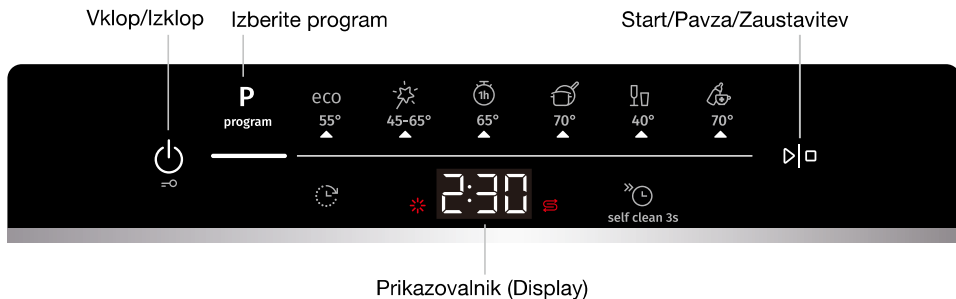 Vklop/Izklop
Izberite program
Start/Pavza/Zaustavitev
P
program
eco
55°
45-65°
1h
65°
70°
40°
70°
2:30
self clean 3s
Prikazovalnik (Display)